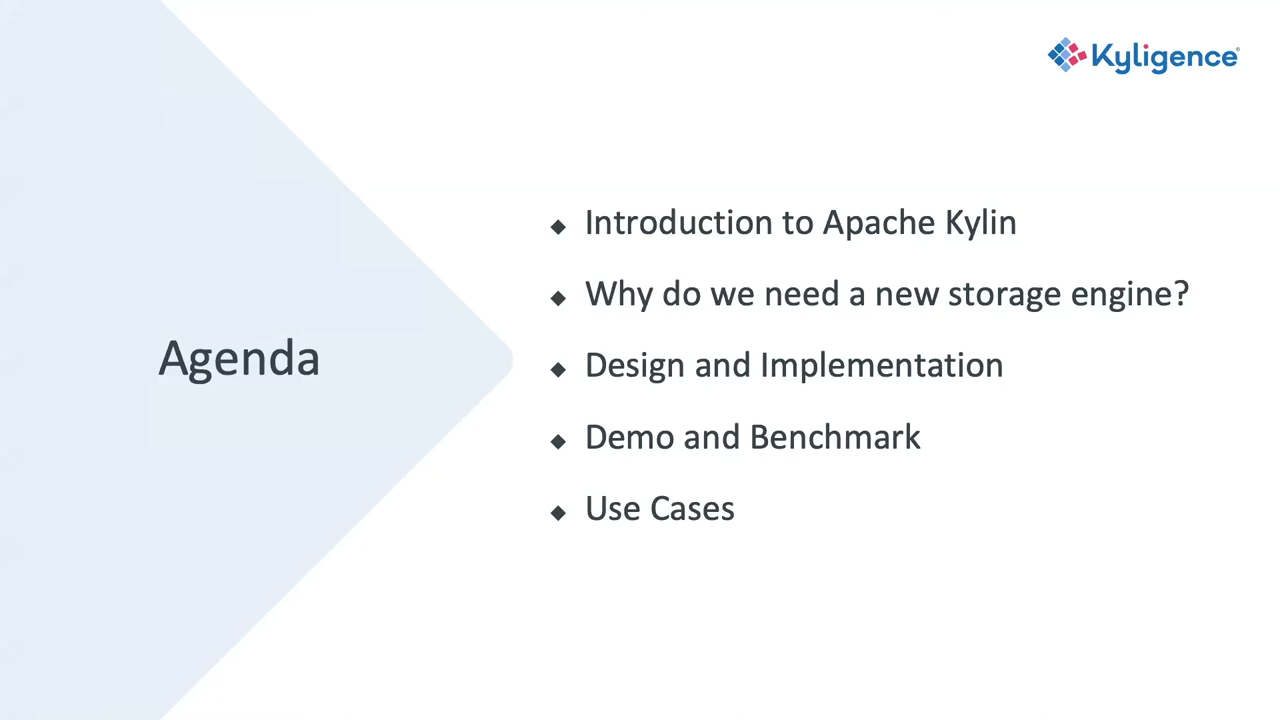 Kyligence
Agenda
Introduction to Apache Kylin
Why do we need a new storage engine?
Design and Implementation
Demo and Benchmark
Use Cases